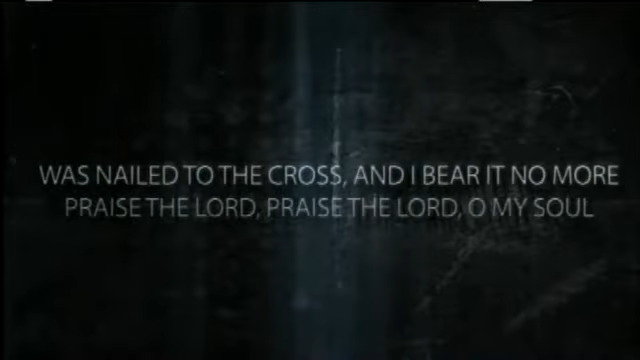 WAS NAILED TO THE CROSS, AND I BEAR IT NO MORE
PRAISE THE LORD, PRAISE THE LORD, O MY SOUL